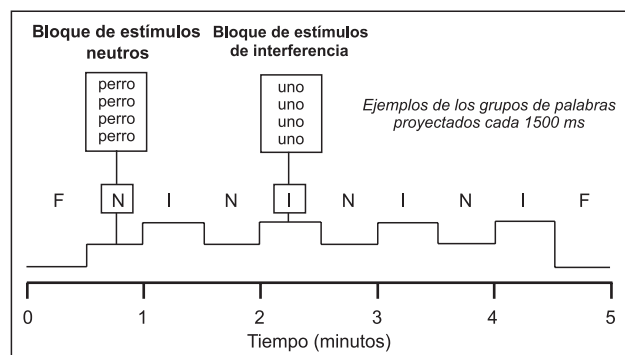 Bloque de estímulos
neutros
Bloque de estímulos
de interferencia
perro
perro
perro
perro
uno
uno
uno
uno
Ejemplos de los grupos de palabras
proyectados cada 1500 ms
F N I N I N I N I F
0 1 2 3 4 5
Tiempo (minutos)